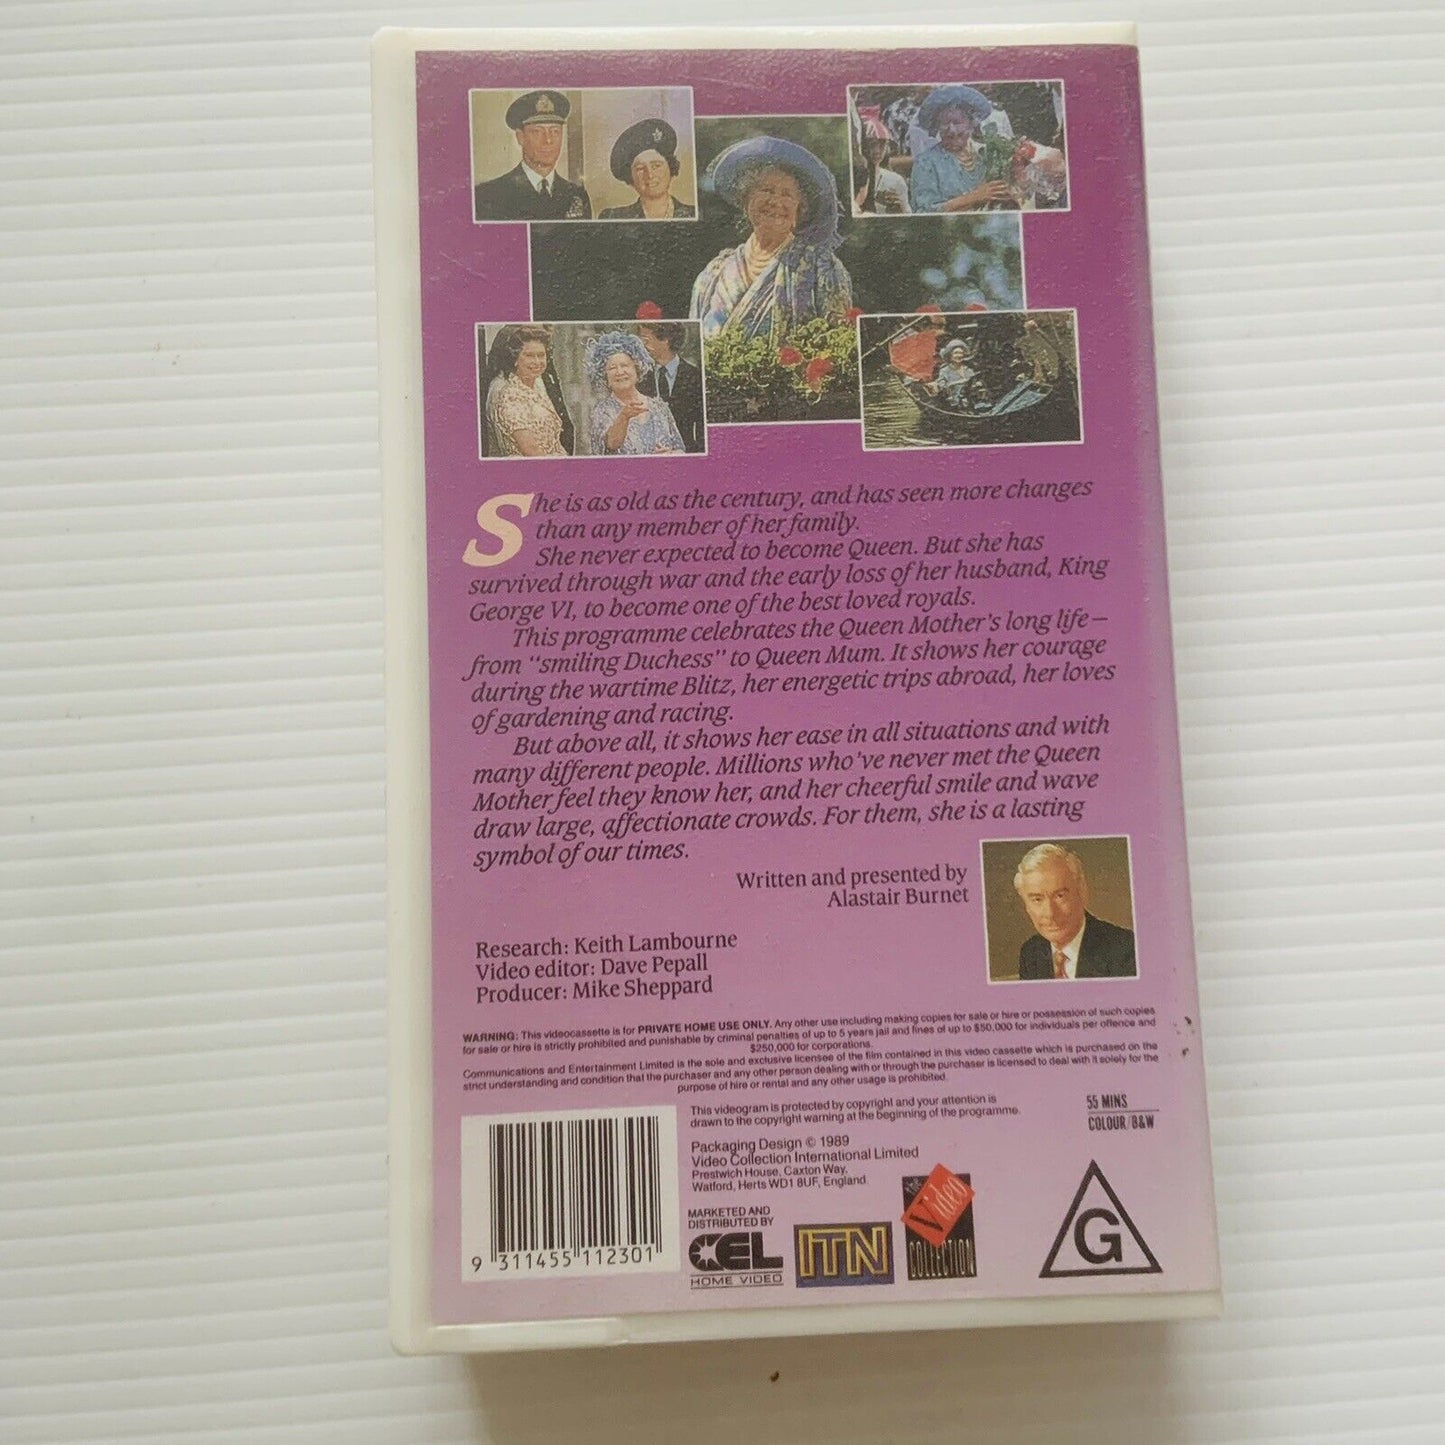 She is as old as the century, and has seen more changes
than any member of her family.
She never expected to become Queen. But she has
survived through war and the early loss of her husband, King
George VI, to become one of the best loved royals.
This programme celebrates the Queen Mother's long life—
from "smiling Duchess" to Queen Mum. It shows her courage
during the wartime Blitz, her energetic trips abroad, her loves
of gardening and racing.
But above all, it shows her ease in all situations and with
many different people. Millions who've never met the Queen
Mother feel they know her, and her cheerful smile and wave
draw large, affectionate crowds. For them, she is a lasting
symbol of our times.
Written and presented by
Alastair Burnet
Research: Keith Lambourne
Video editor: Dave Pepall
Producer: Mike Sheppard
WARNING: This videocassette is for PRIVATE HOME USE ONLY. Any other use including making copies for sale or hire or possession of such copies
for sale or hire is strictly prohibited and punishable by criminal penalties of up to 5 years jail and fines of up to $50,000 for individuals per offence and
$250,000 for corporations.
Communications and Entertainment Limited is the sole and exclusive licensee of the film contained in this video cassette which is purchased on the
strict understanding and condition that the purchaser and any other person dealing with or through the purchaser is licensed to deal with it solely for the
purpose of hire or rental and any other usage is prohibited.
This videogram is protected by copyright and your attention is
drawn to the copyright warning at the beginning of the programme.
55 MINS
COLOUR/B&W
Packaging Design © 1989
Video Collection International Limited
Prestwich House, Caxton Way,
Watford, Herts WD1 8UF, England
MARKETED AND
DISTRIBUTED BY
CEL
HOME VIDEO
ITN
THE
Video
COLLECTION
G
9 311455 112301